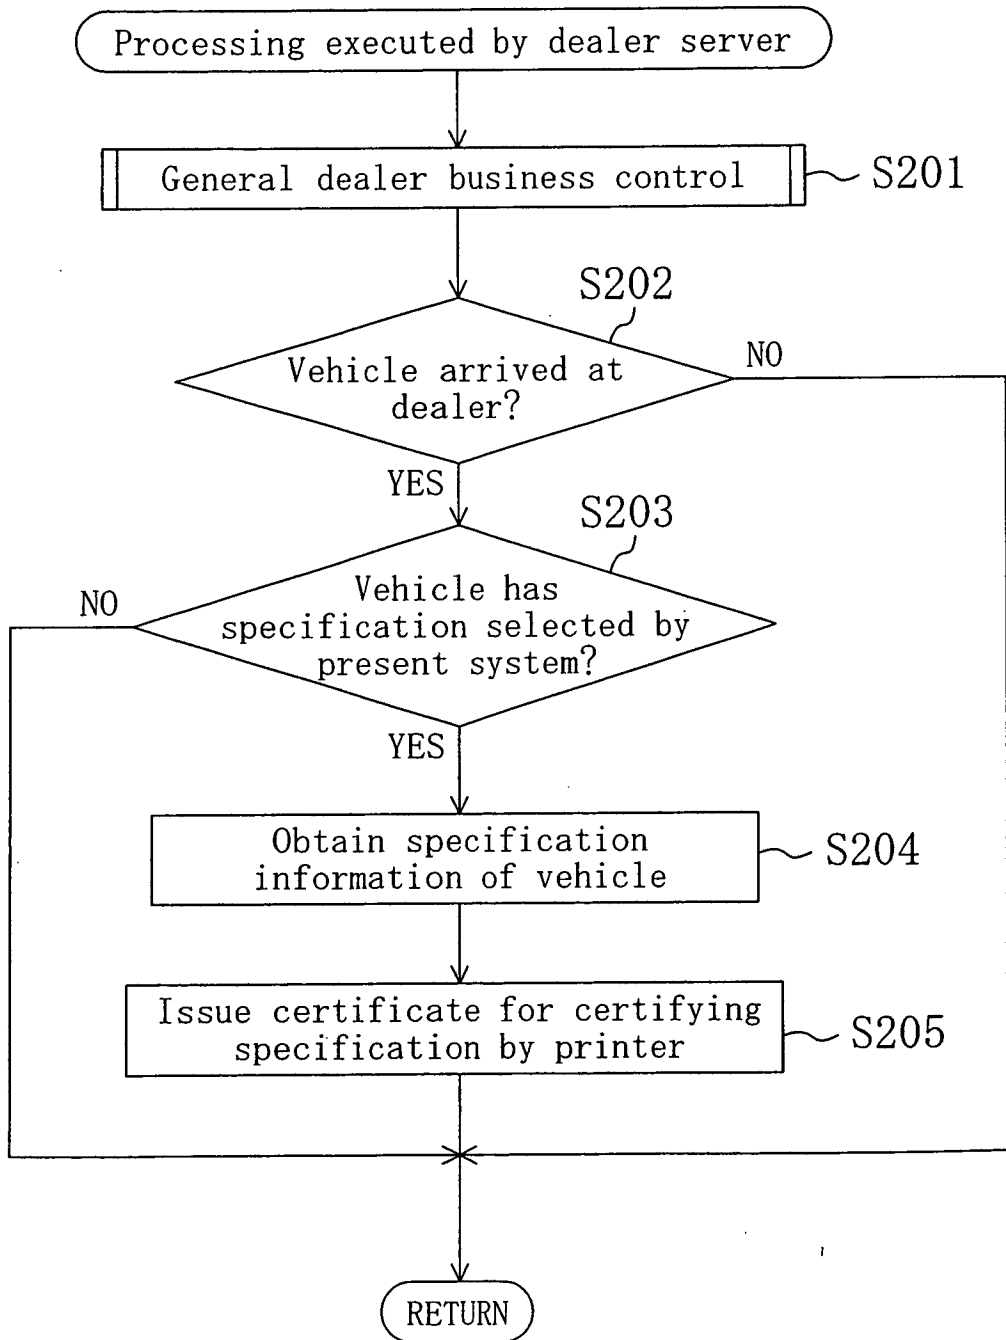 Processing executed by dealer server
General dealer business control
S201
S202
Vehicle arrived at
dealer?
NO
YES
S203
Vehicle has
specification selected by
present system?
NO
YES
Obtain specification
information of vehicle
S204
Issue certificate for certifying
specification by printer
S205
RETURN